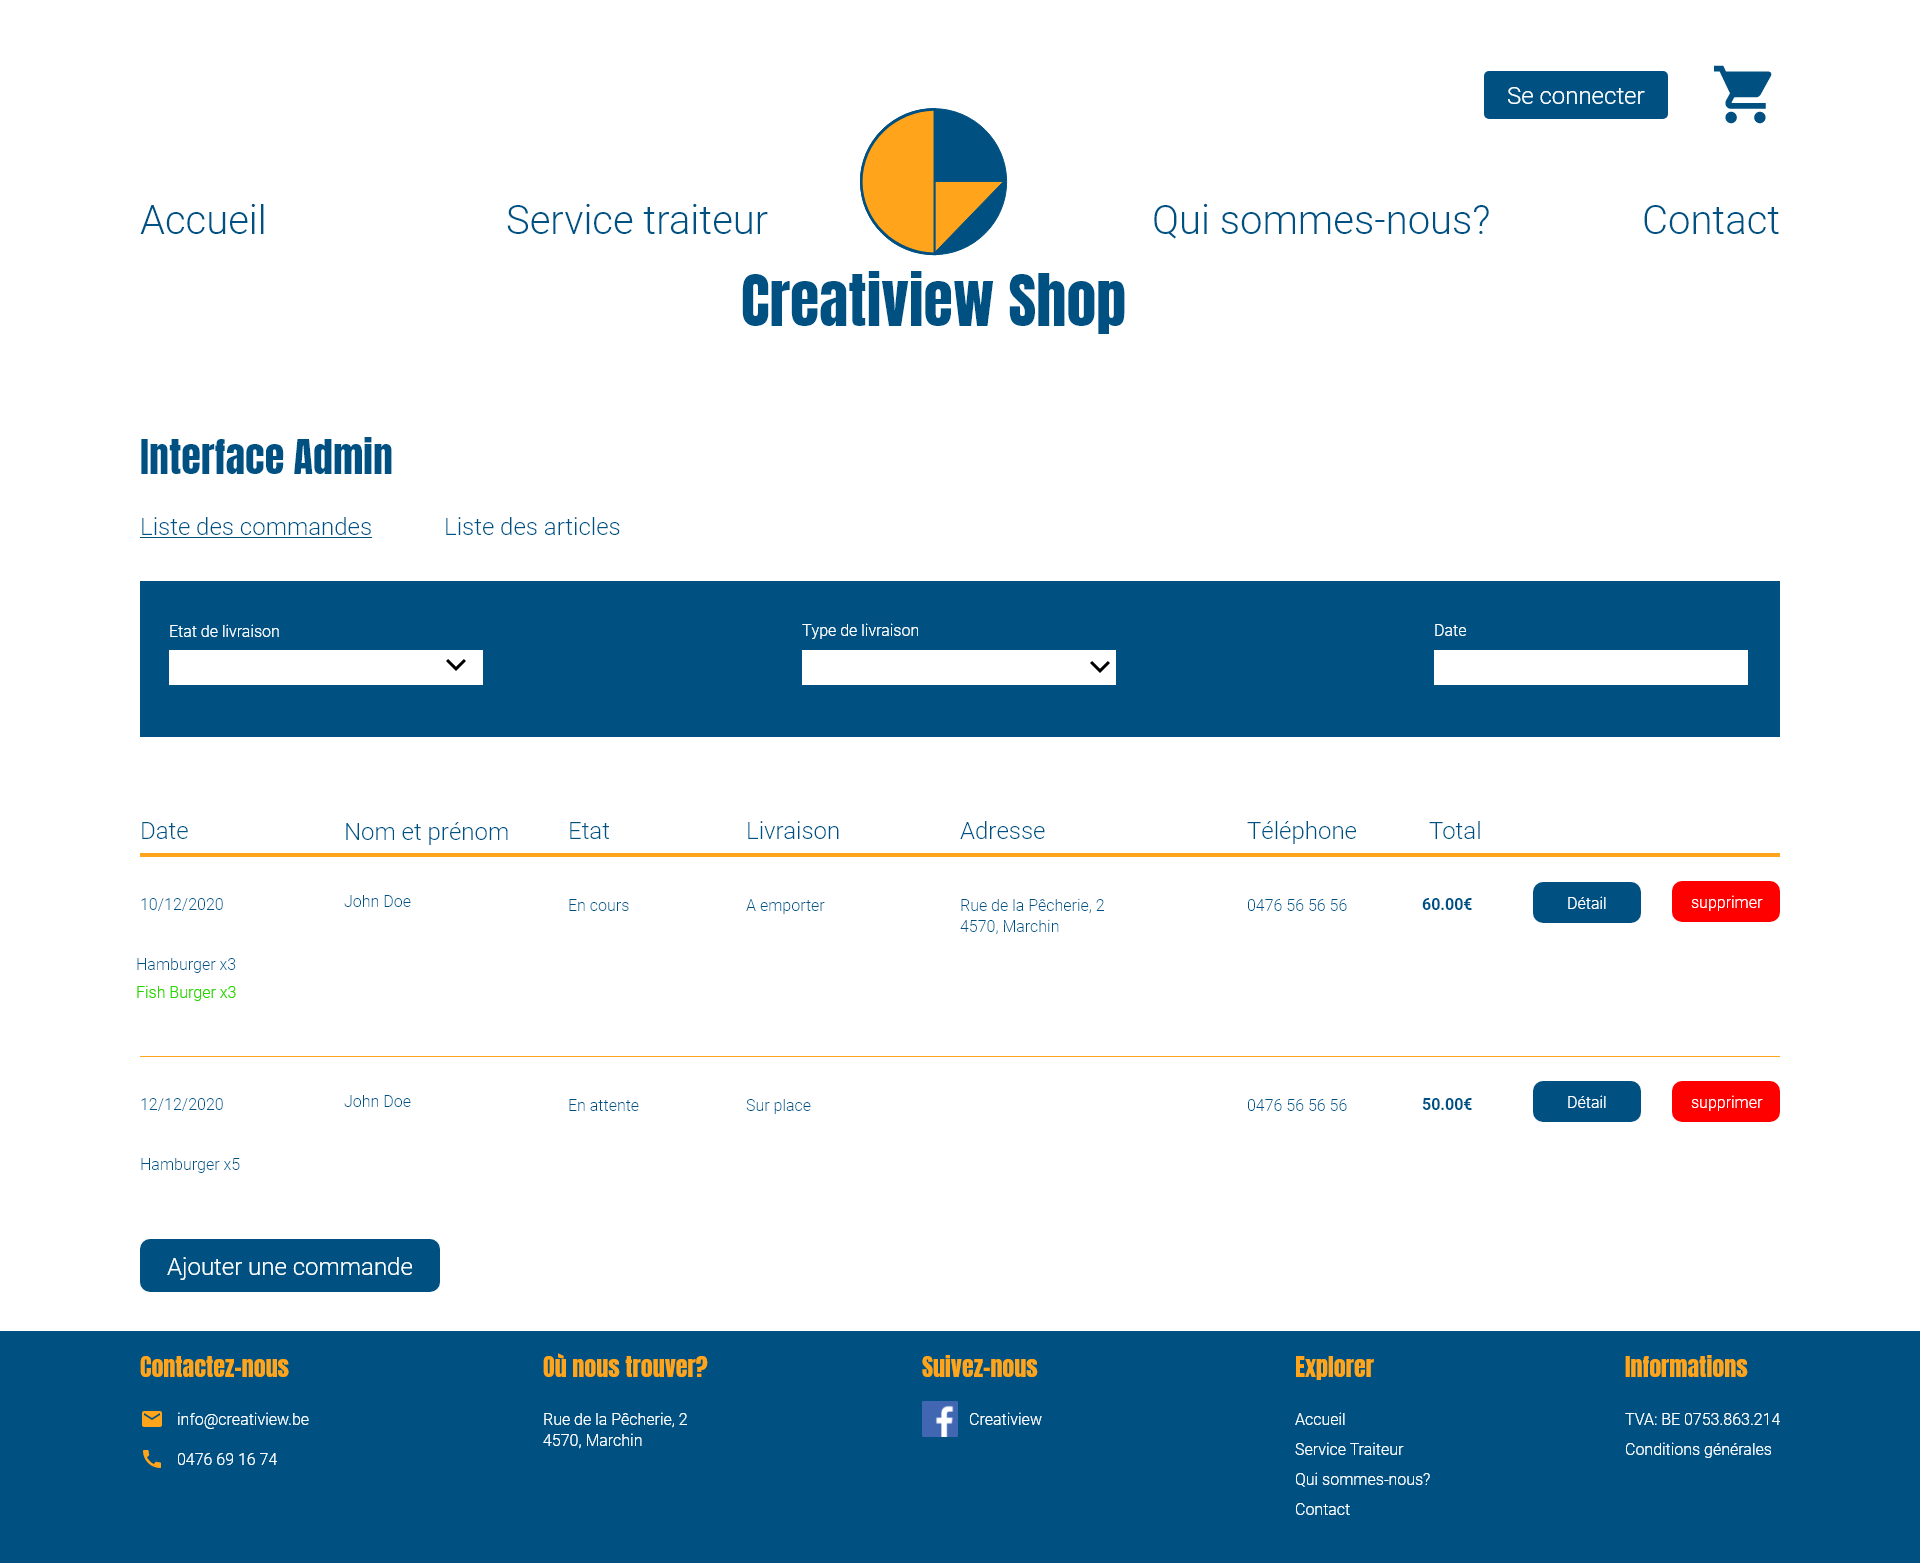 Se connecter
Accueil
Service traiteur
Qui sommes-nous?
Contact
Creativiview Shop
Interface Admin
Liste des commandes
Liste des articles
Etat de livraison
Type de livraison
Date
Date
Nom et prénom
Etat
Livraison
Adresse
Téléphone
Total
10/12/2020
John Doe
En cours
A emporter
Rue de la Pêcherie, 2
4570, Marchin
0476 56 56 56
60.00€
Détail
supprimer
Hamburger x3
Fish Burger x3
12/12/2020
John Doe
En attente
Sur place
0476 56 56 56
50.00€
Détail
supprimer
Hamburger x5
Ajouter une commande
Contactez-nous
info@creatiview.be
0476 69 16 74
Où nous trouver?
Rue de la Pêcherie, 2
4570, Marchin
Suivez-nous
Creatiview
Explorer
Accueil
Service Traiteur
Qui sommes-nous?
Contact
Informations
TVA: BE 0753.863.214
Conditions générales